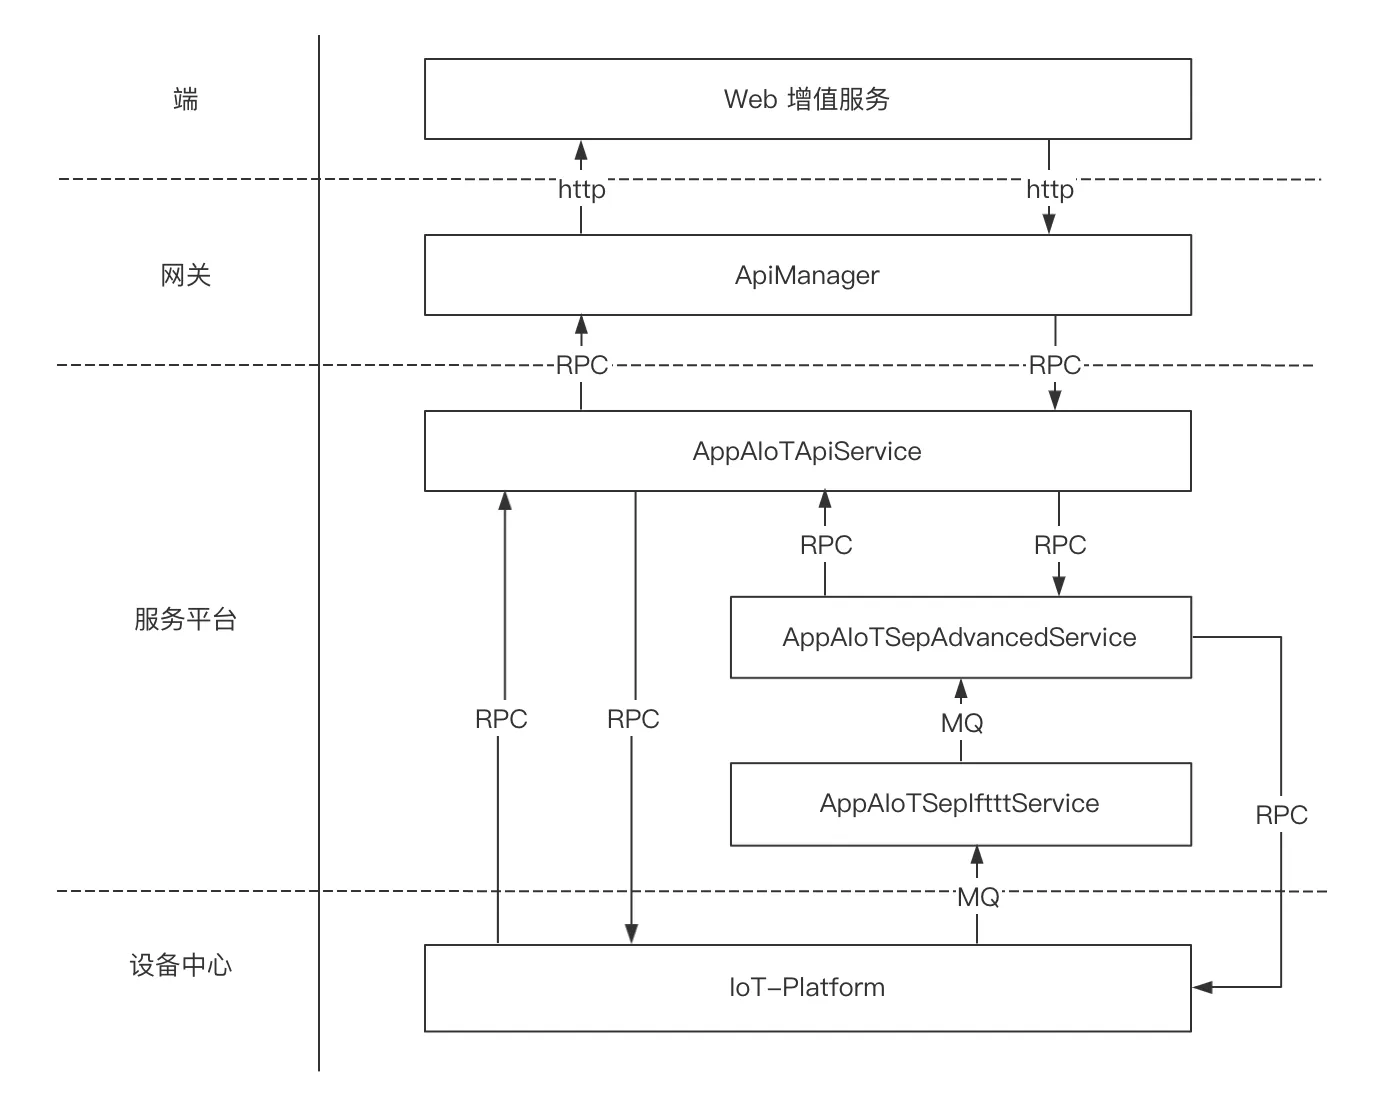 端
Web 增值服务
http
http
网关
ApiManager
RPC
RPC
AppAIoTApiService
RPC
RPC
服务平台
AppAIoTSepAdvancedService
RPC
RPC
MQ
AppAIoTSepIftttService
RPC
MQ
设备中心
IoT-Platform